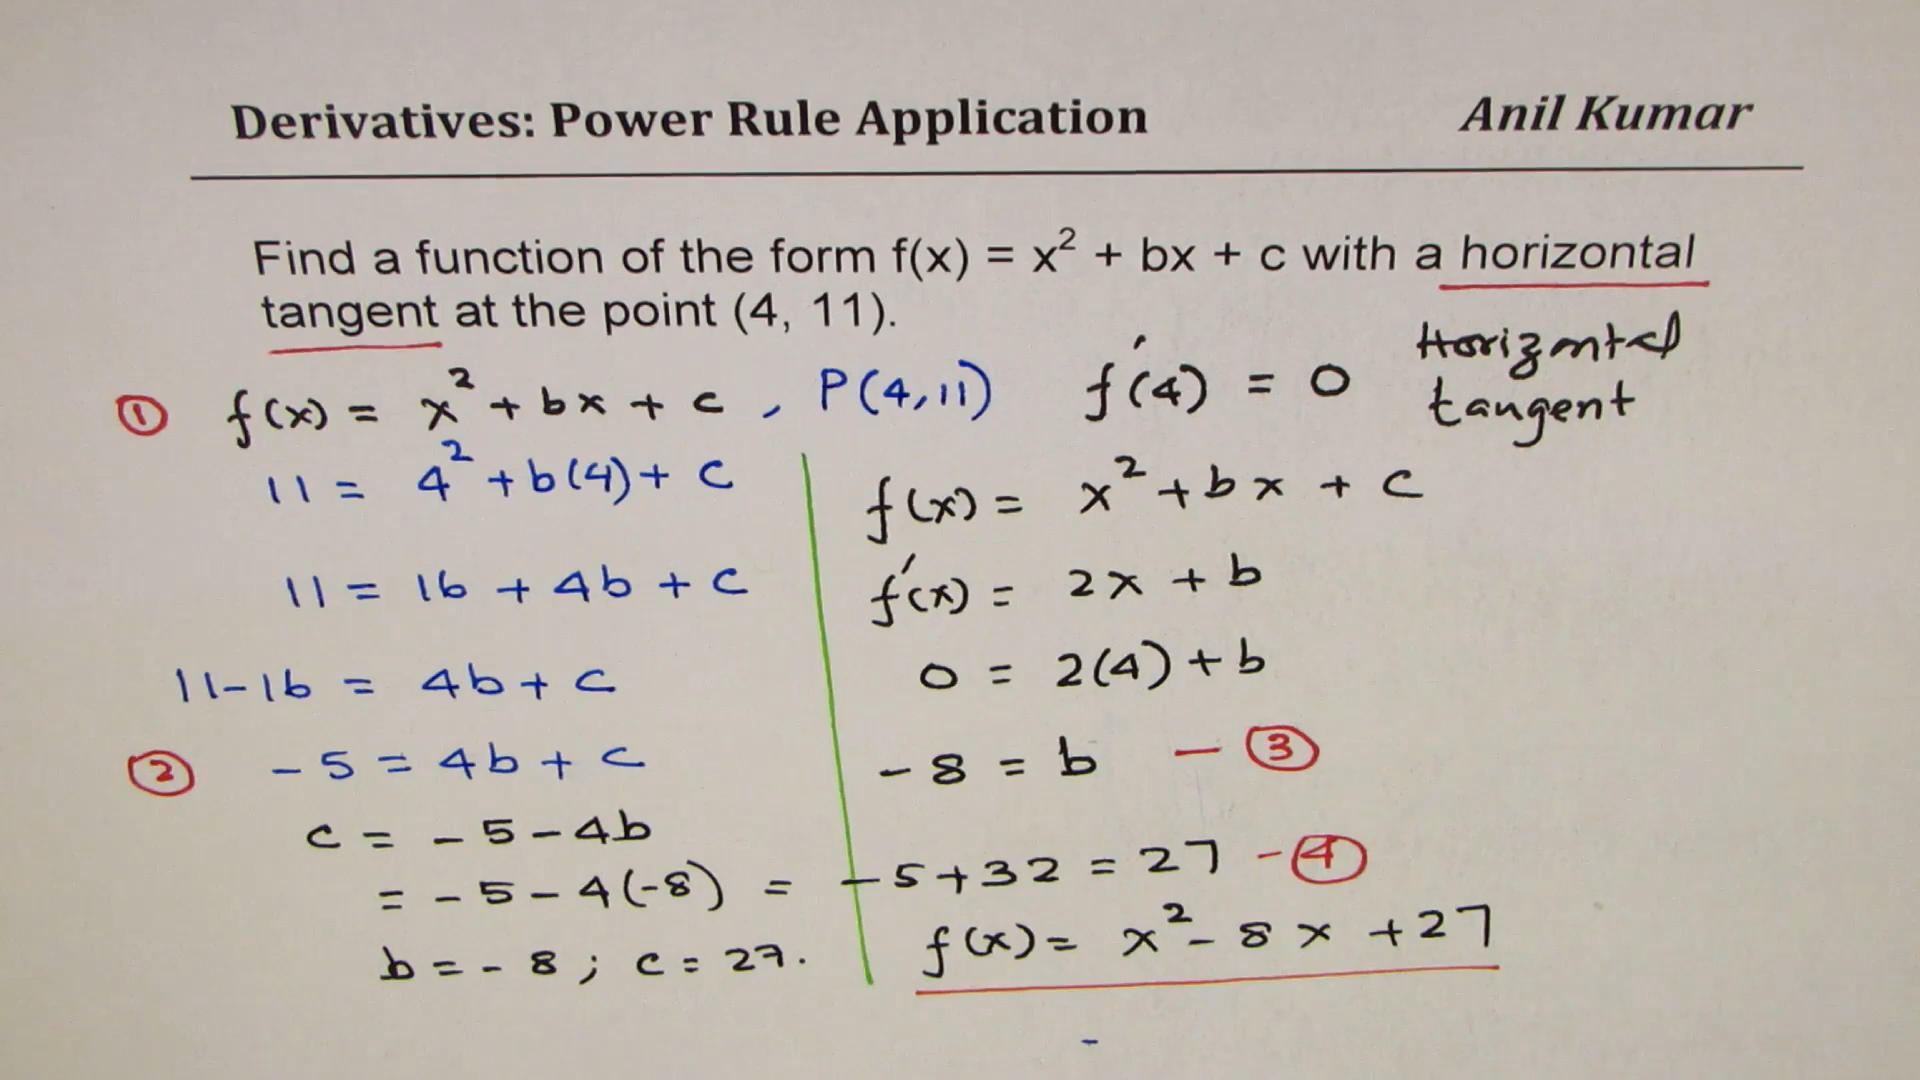 Derivatives: Power Rule Application Anil Kumar
Find a function of the form f(x) = x² + bx + c with a horizontal
tangent at the point (4, 11).
① f(x) = x² + bx + c , P(4,11) f'(4) = 0 Horizontal
tangent
11 = 4² + b(4) + c
11 = 16 + 4b + c
11-16 = 4b + c
② -5 = 4b + c
c = -5-4b
= -5-4(-8) = -5+32 = 27 - ④
b = -8 ; c = 27.
f(x) = x² + bx + c
f'(x) = 2x + b
0 = 2(4) + b
-8 = b - ③
f(x) = x² - 8x + 27